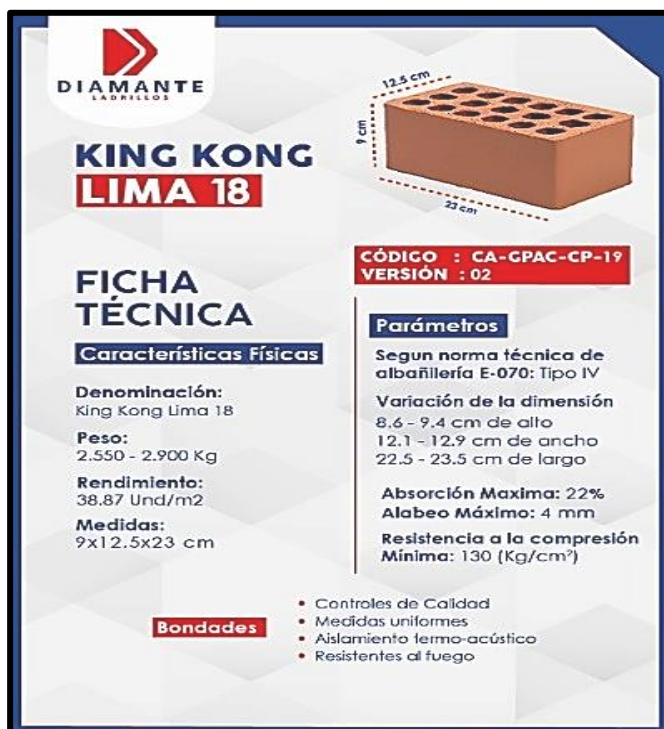 DIAMANTE
LADRILLOS
12.5 cm
9 cm
23 cm
KING KONG
LIMA 18
CÓDIGO : CA-GPAC-CP-19
VERSIÓN : 02
FICHA
TÉCNICA
Características Físicas
Denominación:
King Kong Lima 18
Peso:
2.550 - 2.900 Kg
Rendimiento:
38.87 Und/m2
Medidas:
9x12.5x23 cm
Parámetros
Segun norma técnica de
albañilería E-070: Tipo IV
Variación de la dimensión
8.6 - 9.4 cm de alto
12.1 - 12.9 cm de ancho
22.5 - 23.5 cm de largo
Absorción Maxima: 22%
Alabeo Máximo: 4 mm
Resistencia a la compresión
Mínima: 130 (Kg/cm²)
Bondades
• Controles de Calidad
• Medidas uniformes
• Aislamiento termo-acústico
• Resistentes al fuego